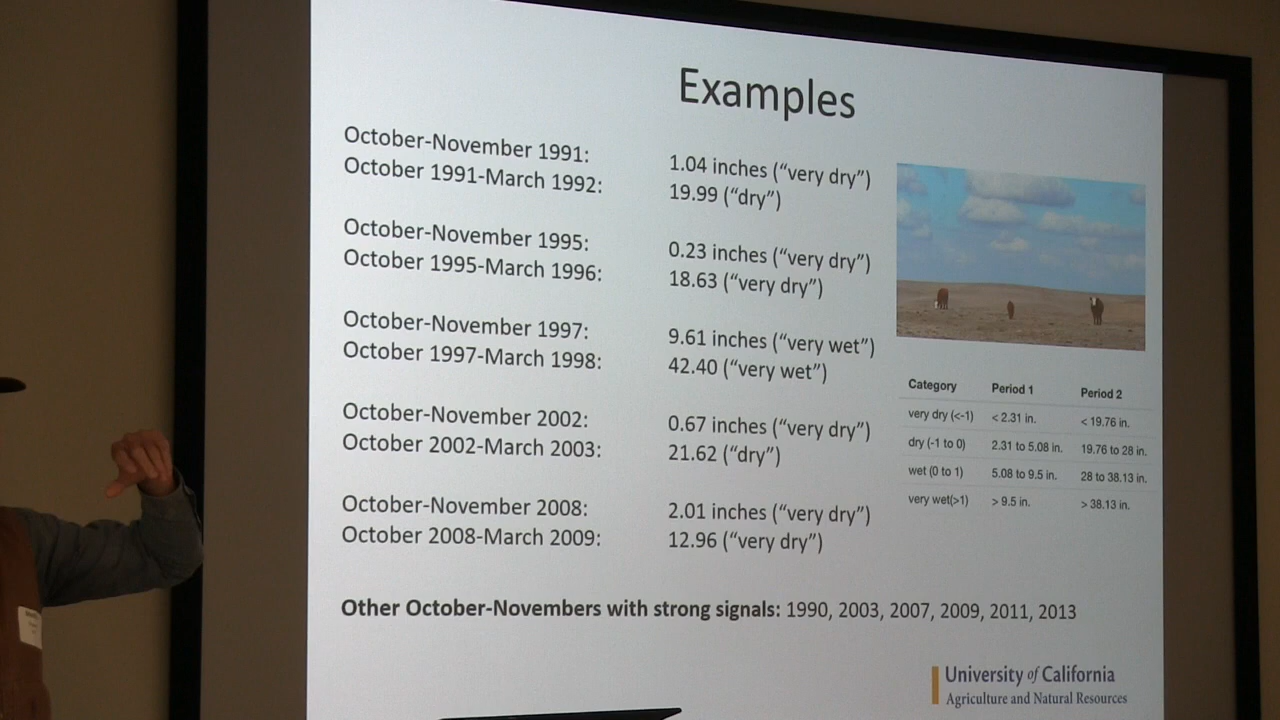 Examples
October-November 1991: 1.04 inches (“very dry”)
October 1991-March 1992: 19.99 (“dry”)
October-November 1995: 0.23 inches (“very dry”)
October 1995-March 1996: 18.63 (“very dry”)
October-November 1997: 9.61 inches (“very wet”)
October 1997-March 1998: 42.40 (“very wet”)
October-November 2002: 0.67 inches (“very dry”)
October 2002-March 2003: 21.62 (“dry”)
October-November 2008: 2.01 inches (“very dry”)
October 2008-March 2009: 12.96 (“very dry”)
Category Period 1 Period 2
very dry (<-1) < 2.31 in. < 19.76 in.
dry (-1 to 0) 2.31 to 5.08 in. 19.76 to 28 in.
wet (0 to 1) 5.08 to 9.5 in. 28 to 38.13 in.
very wet(>1) > 9.5 in. > 38.13 in.
Other October-Novembers with strong signals: 1990, 2003, 2007, 2009, 2011, 2013
University of California
Agriculture and Natural Resources